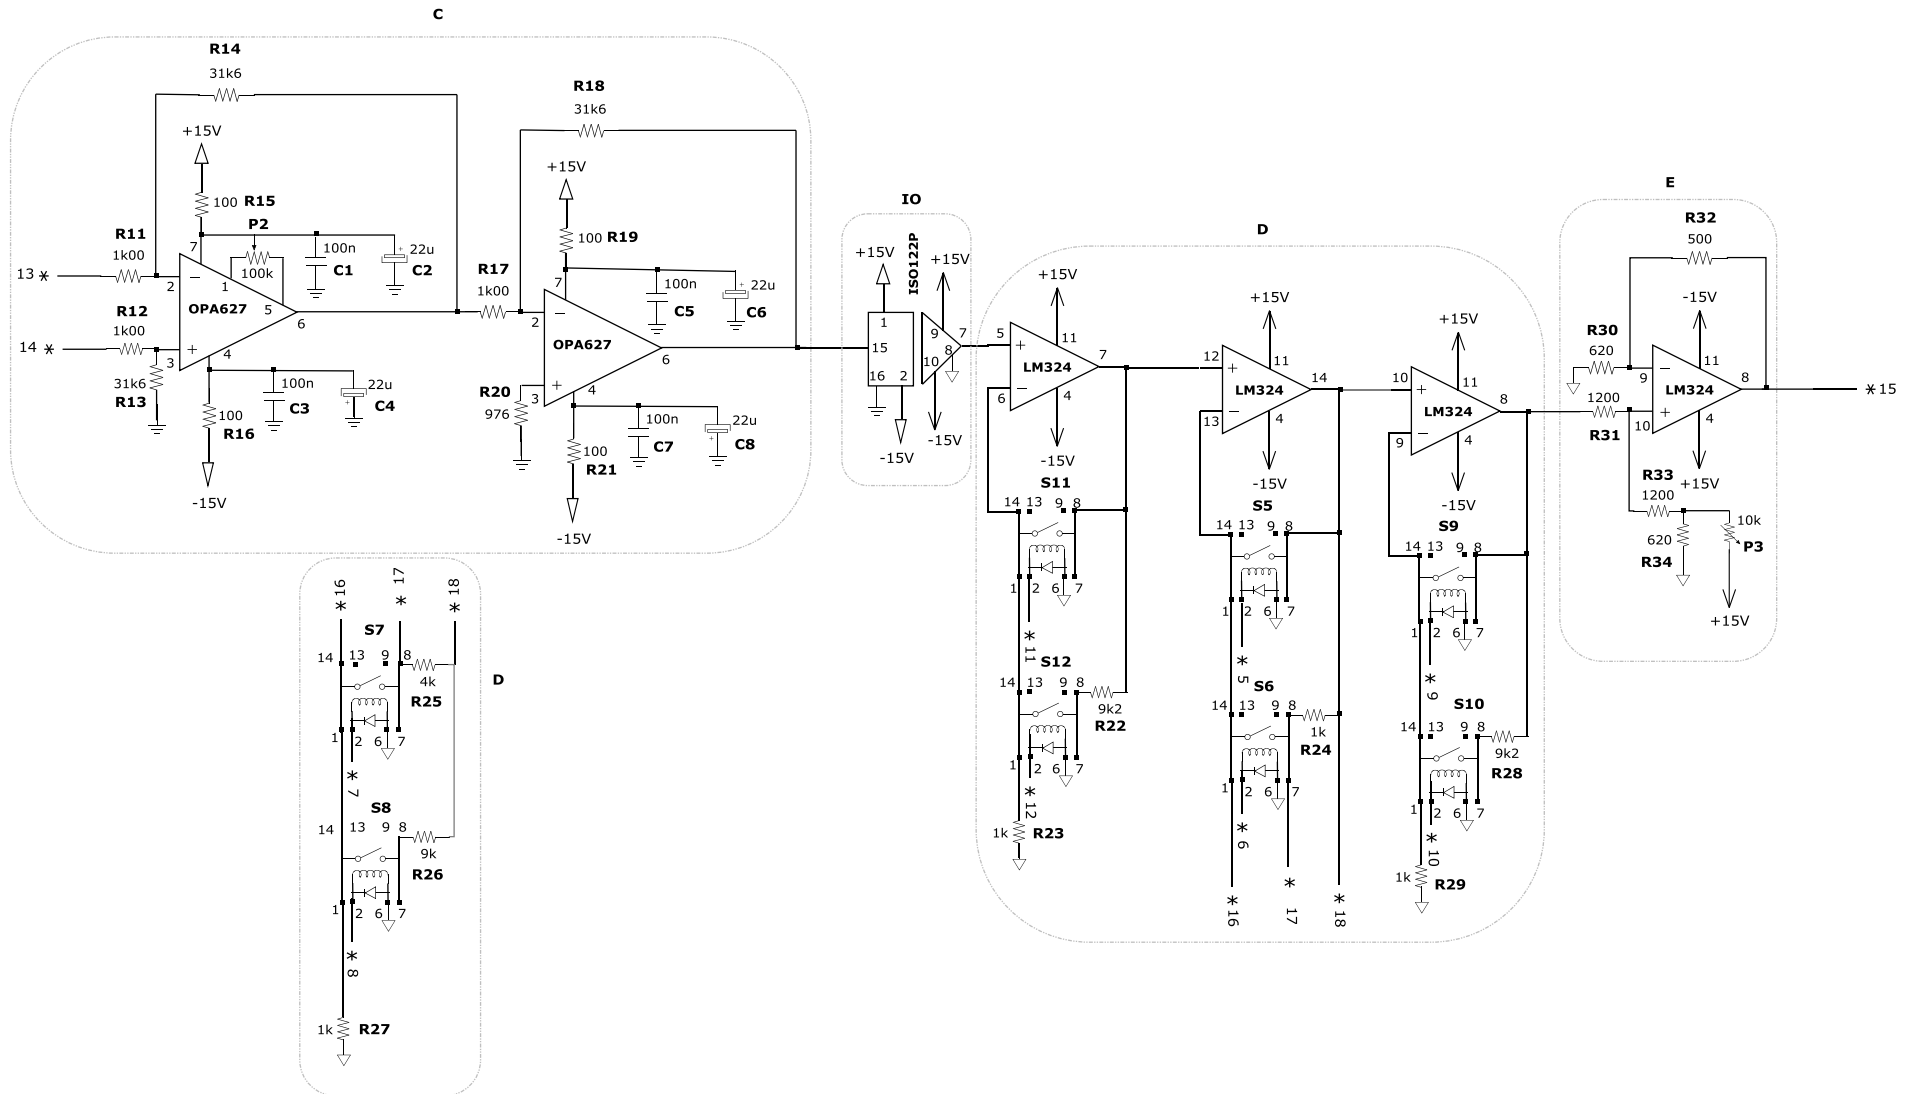 C
R14
31k6
+15V
100 R15
P2
R11
1k00
7
100n
C1
22u
C2
100k
13 *
2
1
5
OPA627
6
R12
1k00
14 *
3
4
31k6
R13
100n
C3
22u
C4
100
R16
-15V
R18
31k6
+15V
100 R19
R17
1k00
7
100n
C5
22u
C6
2
OPA627
6
R20
976
3
4
100n
C7
22u
C8
100
R21
-15V
IO
ISO122P
+15V
+15V
1
15
16 2
9
7
8
10
-15V
-15V
D
+15V
5
11
7
LM324
6
4
-15V
S11
14 13 9 8
1 2 6 7
* 11
S12
14 13 9 8
9k2
R22
1 2 6 7
* 12
1k R23
+15V
12
11
14
LM324
13
4
-15V
S5
14 13 9 8
1 2 6 7
* 5
S6
14 13 9 8
1k
R24
1 2 6 7
* 6
* 16
* 17
* 18
+15V
10
11
8
LM324
9
4
-15V
S9
14 13 9 8
1 2 6 7
* 9
S10
14 13 9 8
9k2
R28
1 2 6 7
* 10
1k R29
E
R32
500
-15V
R30
620
9
11
8
LM324
* 15
1200
R31
10
4
+15V
R33
1200
620
R34
10k
P3
+15V
* 16
* 17
* 18
S7
14 13 9 8
4k
R25
1 2 6 7
* 7
D
S8
14 13 9 8
9k
R26
1 2 6 7
* 8
1k R27